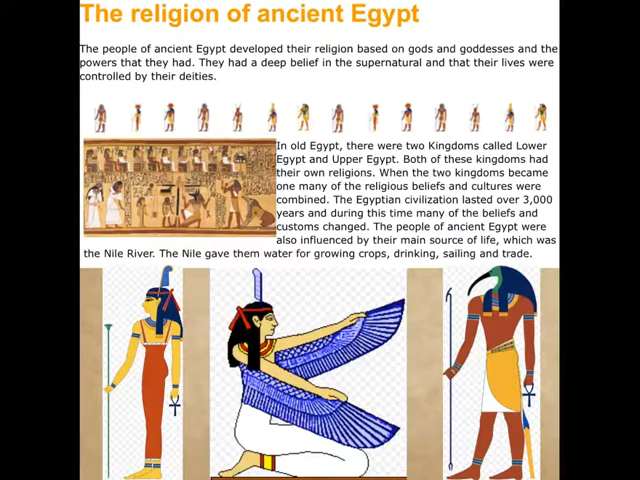 The religion of ancient Egypt
The people of ancient Egypt developed their religion based on gods and goddesses and the
powers that they had. They had a deep belief in the supernatural and that their lives were
controlled by their deities.
In old Egypt, there were two Kingdoms called Lower
Egypt and Upper Egypt. Both of these kingdoms had
their own religions. When the two kingdoms became
one many of the religious beliefs and cultures were
combined. The Egyptian civilization lasted over 3,000
years and during this time many of the beliefs and
customs changed. The people of ancient Egypt were
also influenced by their main source of life, which was
the Nile River. The Nile gave them water for growing crops, drinking, sailing and trade.